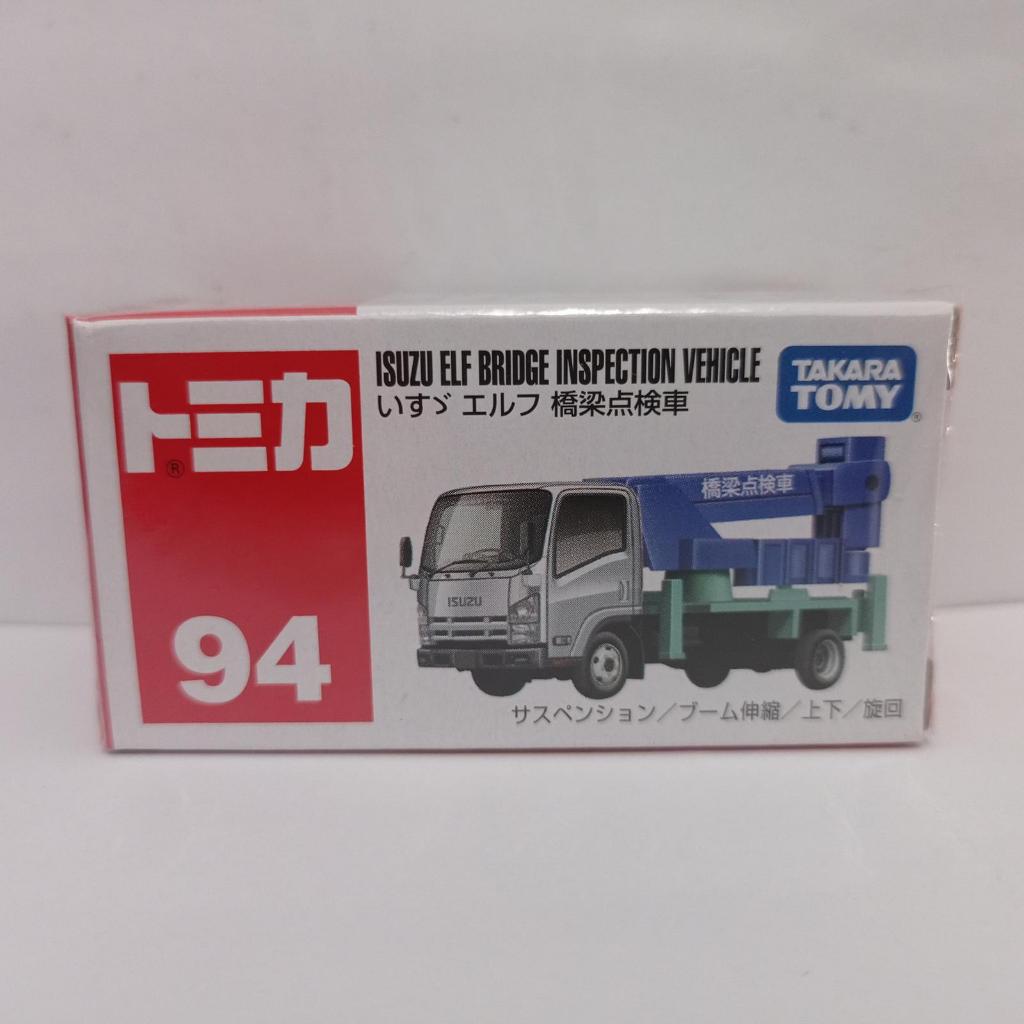 トミカ
®
94
ISUZU ELF BRIDGE INSPECTION VEHICLE
いすゞ エルフ 橋梁点検車
TAKARA
TOMY
®
橋梁点検車
ISUZU
サスペンション／ブーム伸縮／上下／旋回